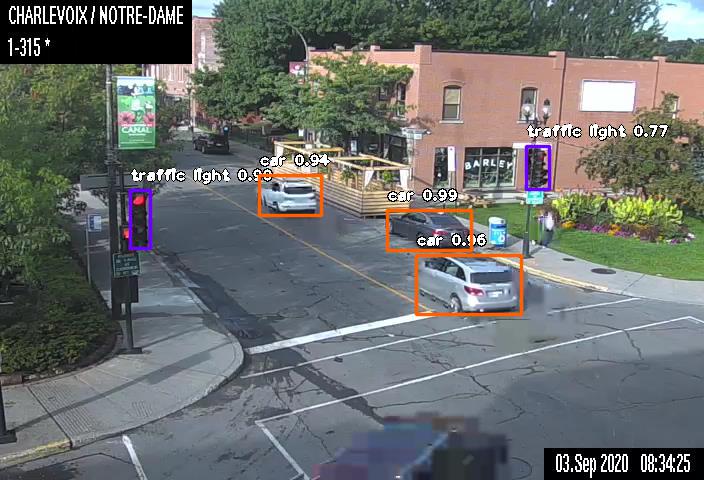 CHARLEVOIX / NOTRE-DAME
1-315 *
CANAL
traffic light 0.77
car 0.94
BARLEY
traffic light 0.90
car 0.99
car 0.96
03.Sep 2020 08:34:25